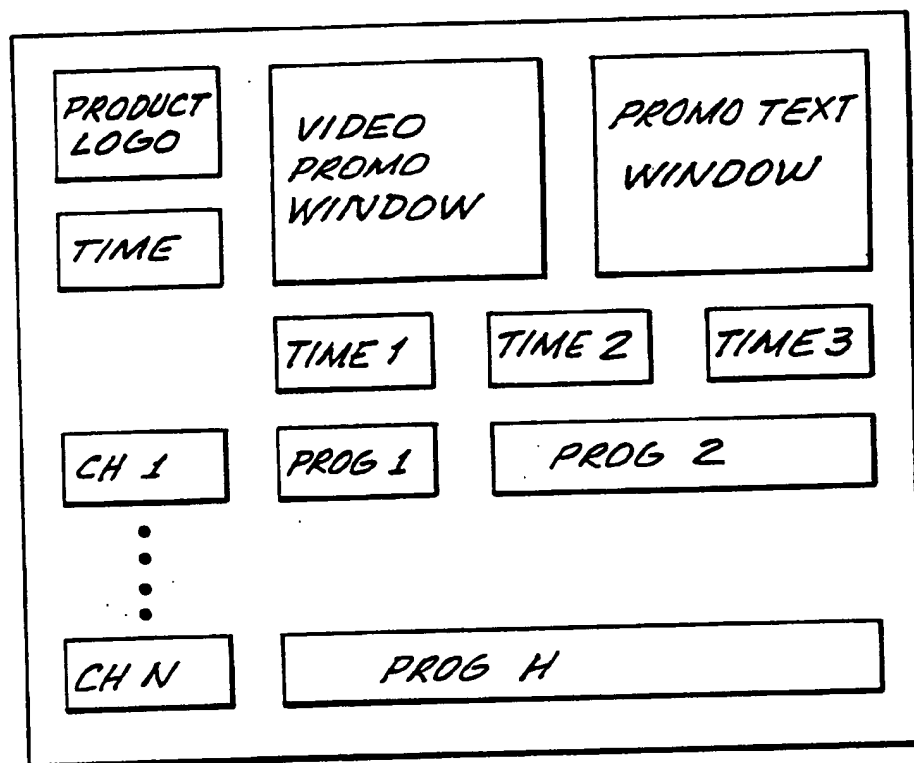 PRODUCT
LOGO
VIDEO
PROMO
WINDOW
PROMO TEXT
WINDOW
TIME
TIME 1
TIME 2
TIME 3
CH 1
PROG 1
PROG 2
CH N
PROG H